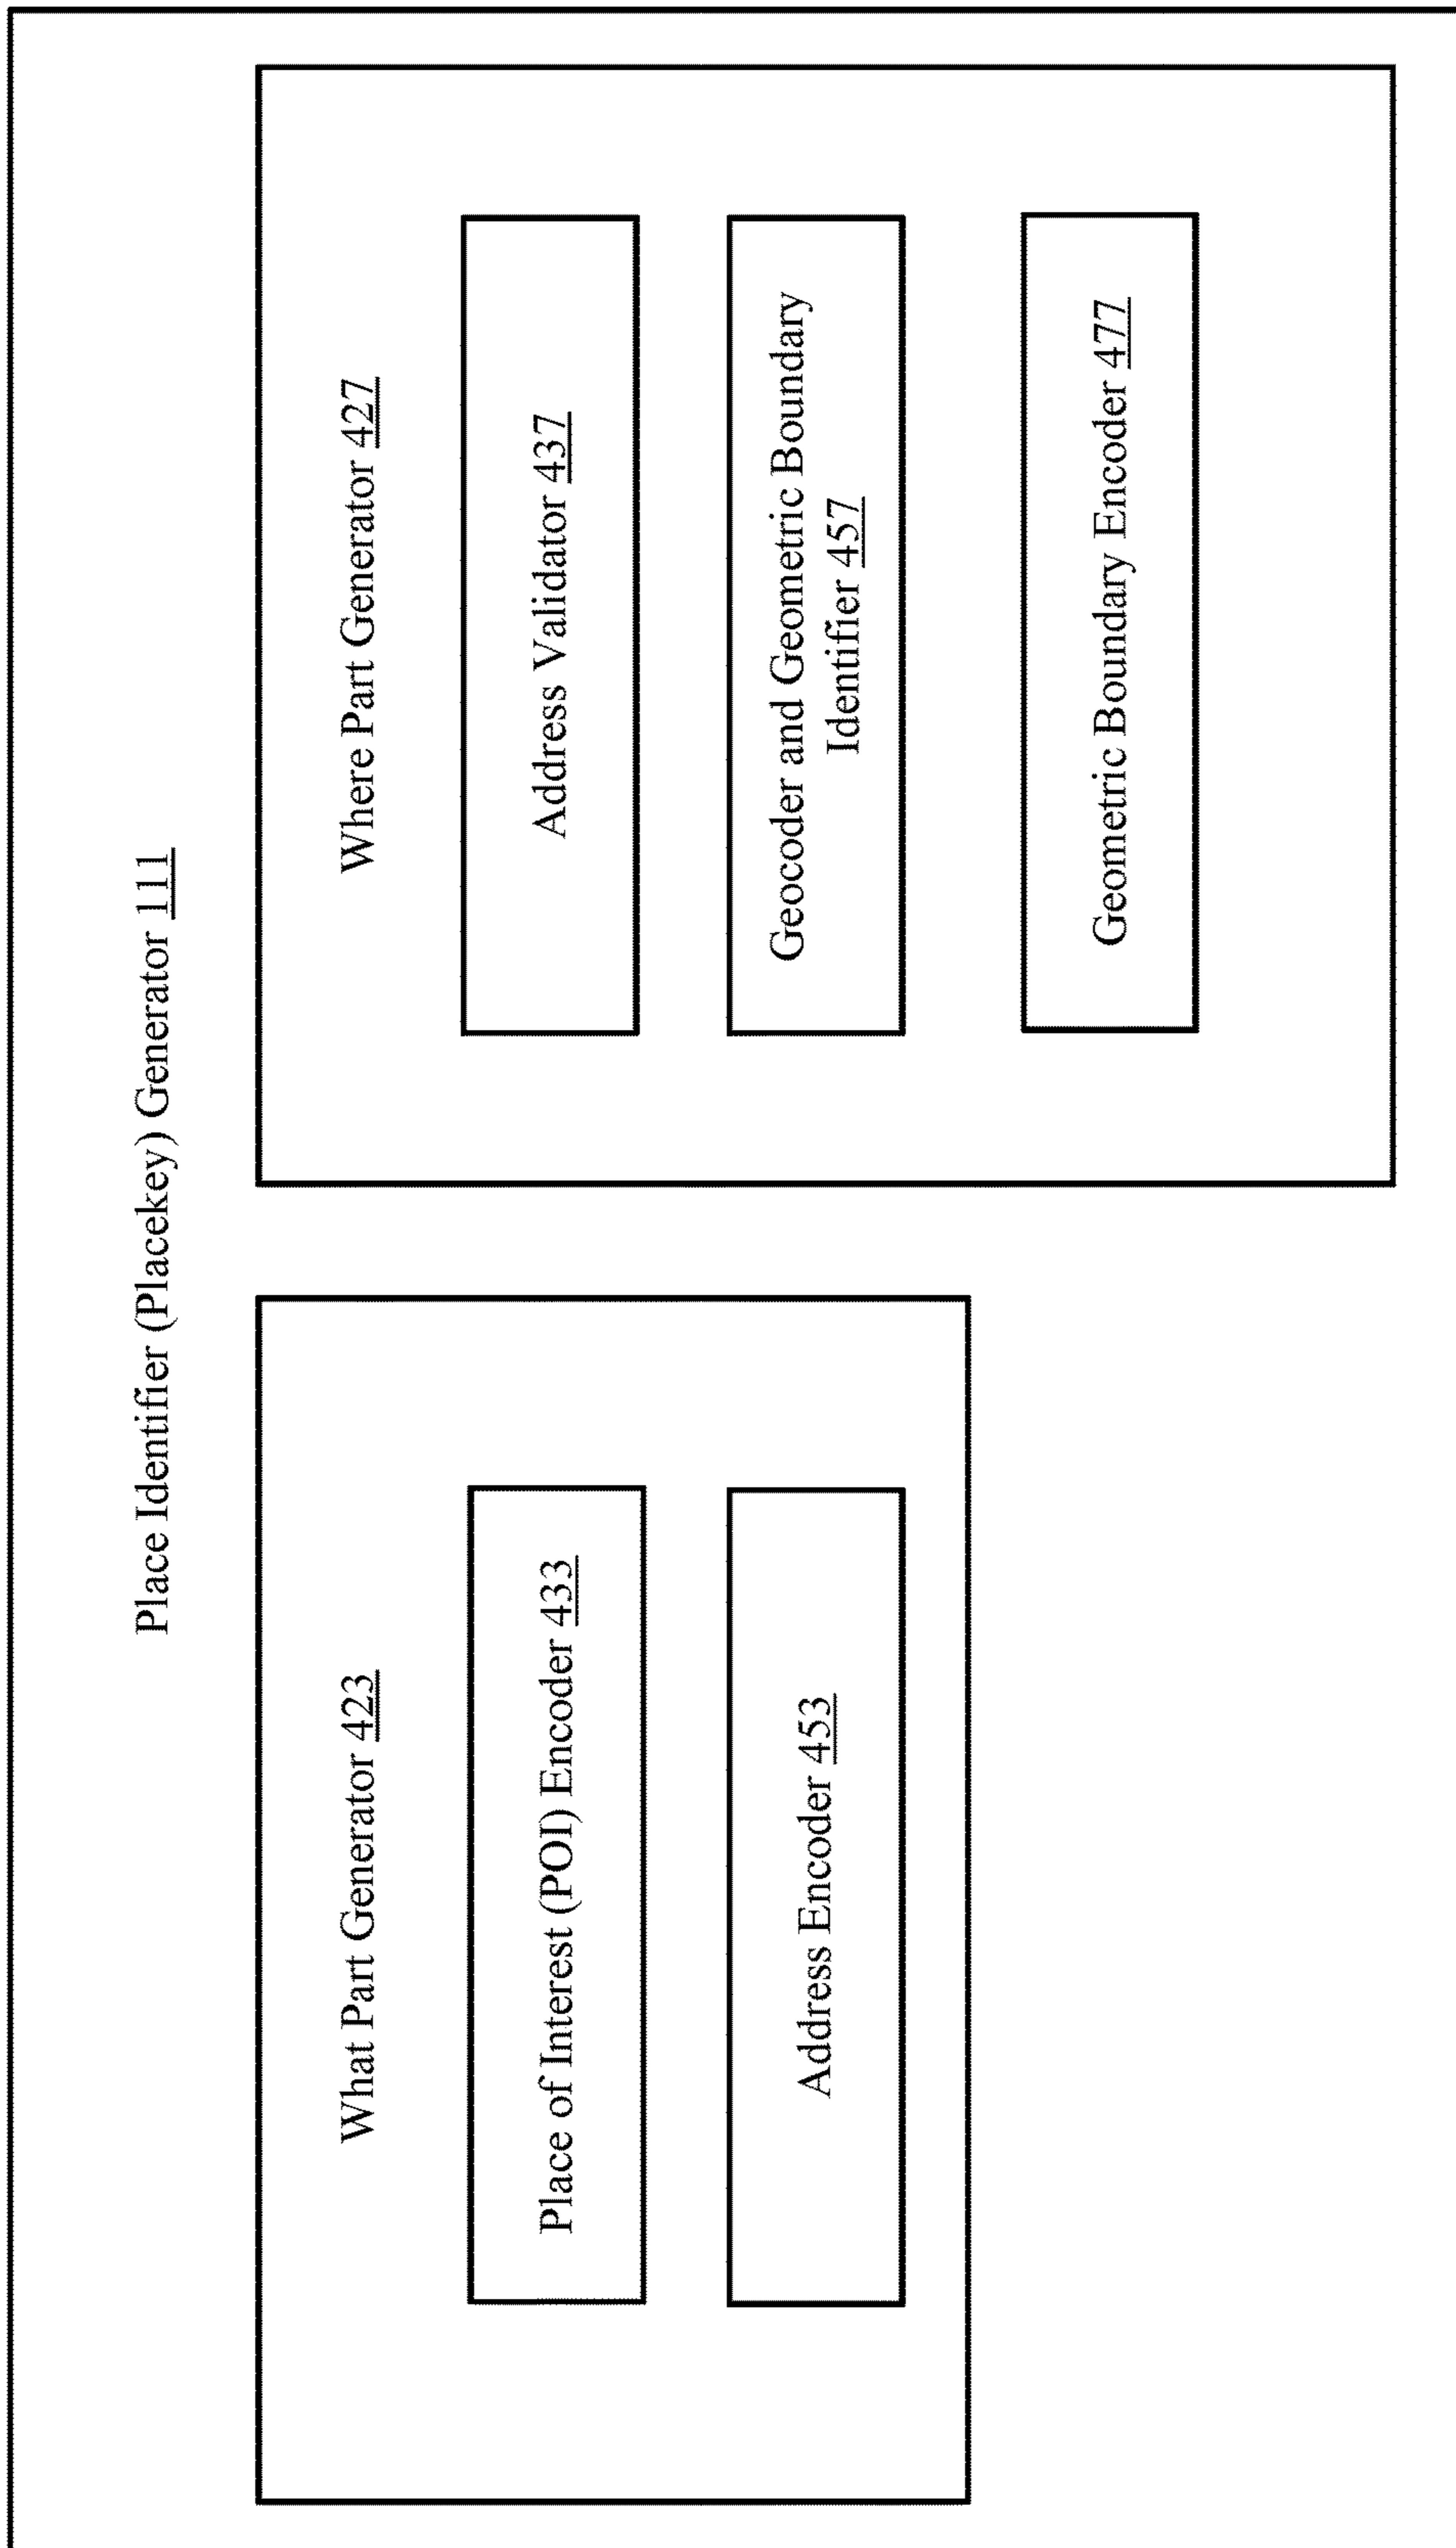 Place Identifier (Placekey) Generator 111
What Part Generator 423
Place of Interest (POI) Encoder 433
Address Encoder 453
Where Part Generator 427
Address Validator 437
Geocoder and Geometric Boundary
Identifier 457
Geometric Boundary Encoder 477